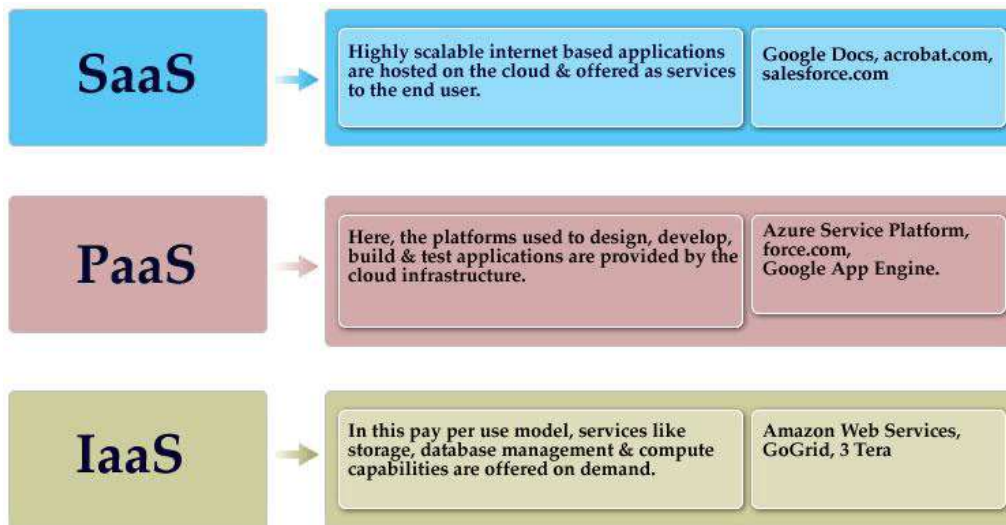 SaaS
Highly scalable internet based applications
are hosted on the cloud & offered as services
to the end user.
Google Docs, acrobat.com,
salesforce.com
PaaS
Here, the platforms used to design, develop,
build & test applications are provided by the
cloud infrastructure.
Azure Service Platform,
force.com,
Google App Engine.
IaaS
In this pay per use model, services like
storage, database management & compute
capabilities are offered on demand.
Amazon Web Services,
GoGrid, 3 Tera